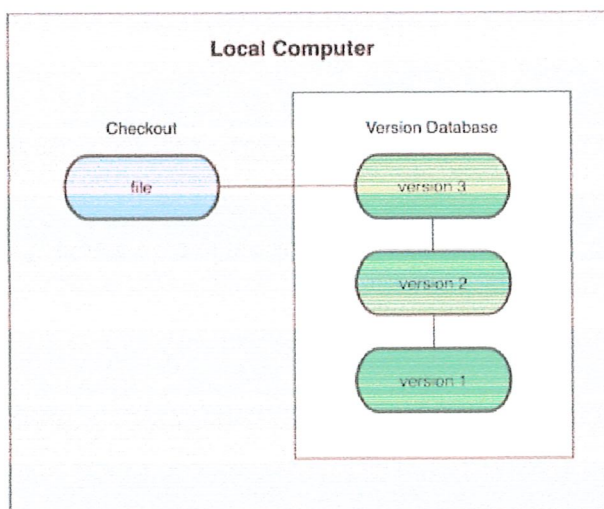 Local Computer
Checkout
Version Database
file
version 3
version 2
version 1